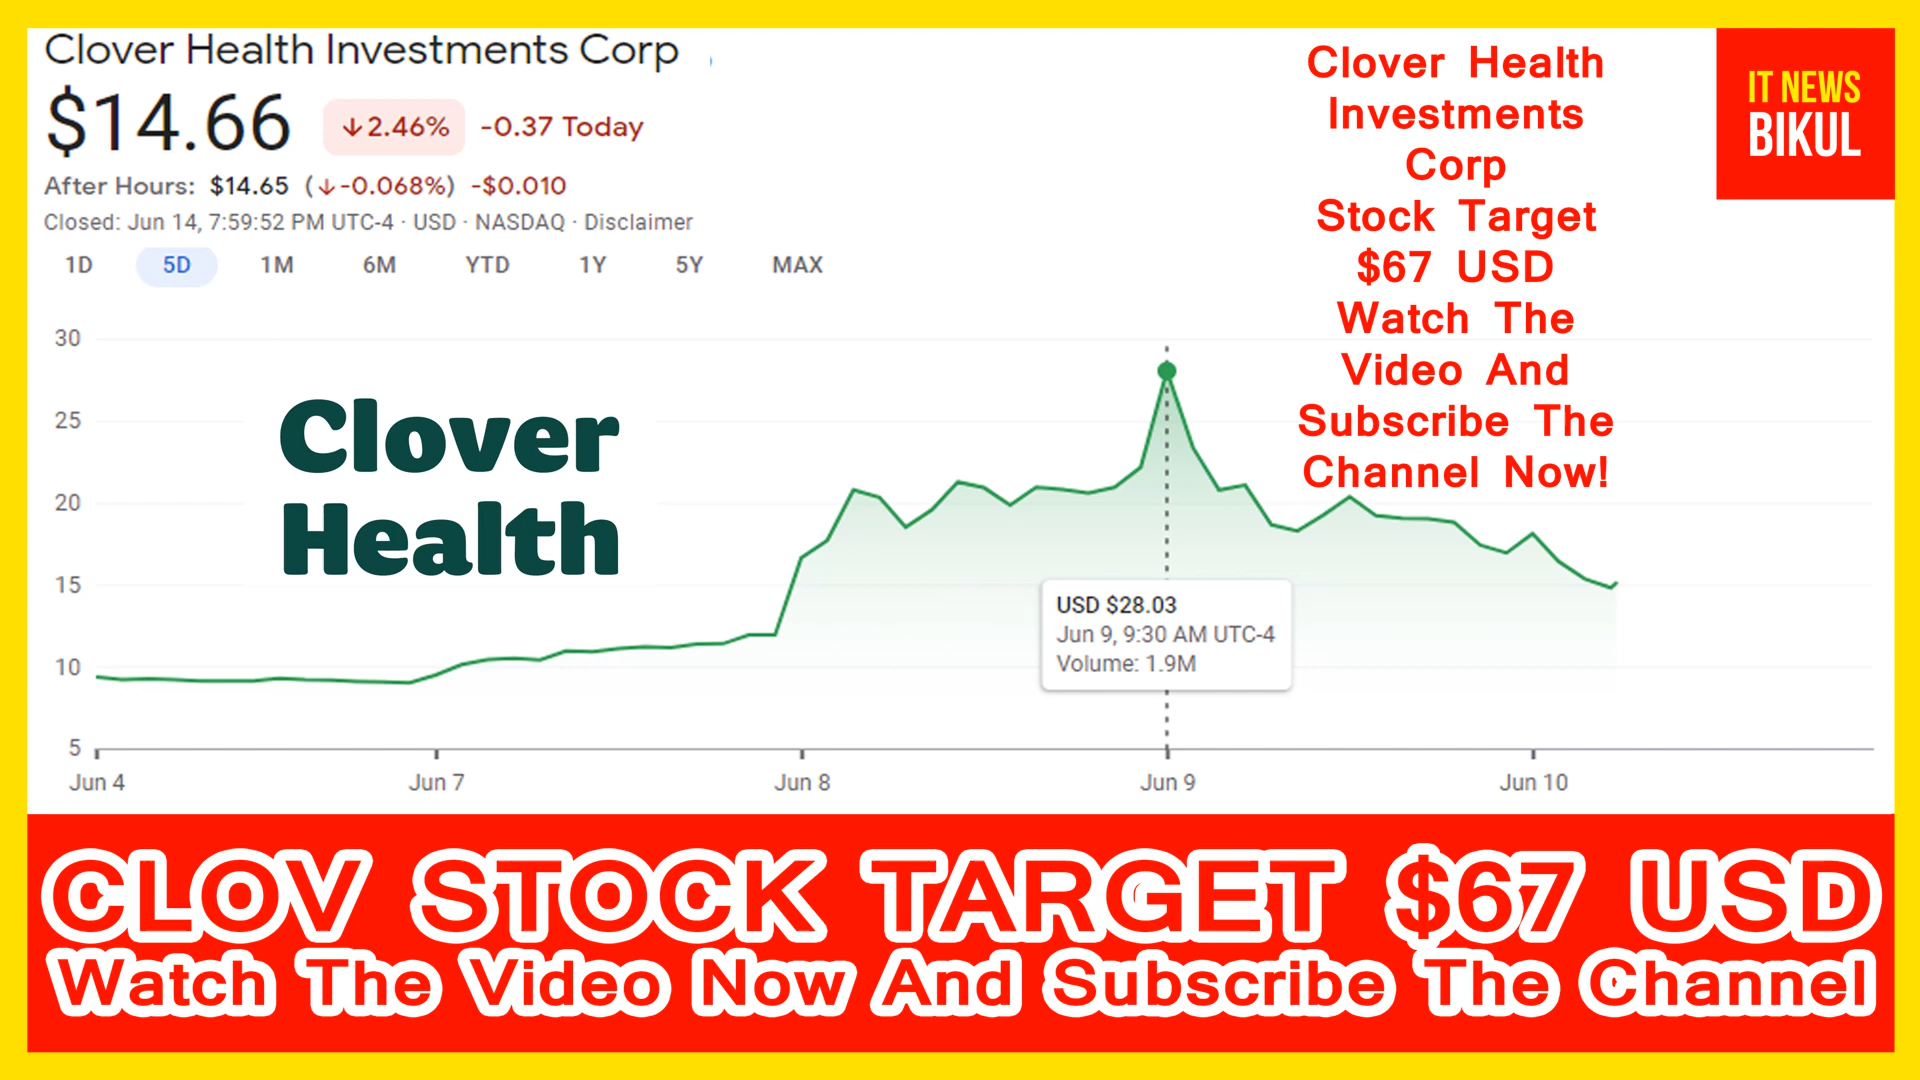 Clover Health Investments Corp
$14.66 ↓2.46% -0.37 Today
After Hours: $14.65 (↓-0.068%) -$0.010
Closed: Jun 14, 7:59:52 PM UTC-4 · USD · NASDAQ · Disclaimer
1D 5D 1M 6M YTD 1Y 5Y MAX
Clover Health
Investments
Corp
Stock Target
$67 USD
Watch The
Video And
Subscribe The
Channel Now!
IT NEWS
BIKUL
30
25
20
15
10
5
Clover
Health
USD $28.03
Jun 9, 9:30 AM UTC-4
Volume: 1.9M
Jun 4 Jun 7 Jun 8 Jun 9 Jun 10
CLOV STOCK TARGET $67 USD
Watch The Video Now And Subscribe The Channel